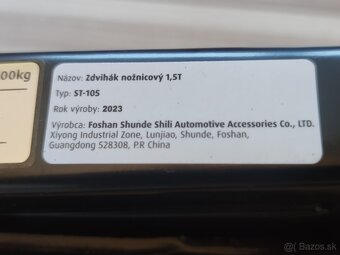 00kg
Názov: Zdvihák nožnicový 1,5T
Typ: ST-105
Rok výroby: 2023
Výrobca: Foshan Shunde Shili Automotive Accessories Co., LTD.
Xiyong Industrial Zone, Lunjiao, Shunde, Foshan,
Guangdong 528308, P.R China
© Bazos.sk